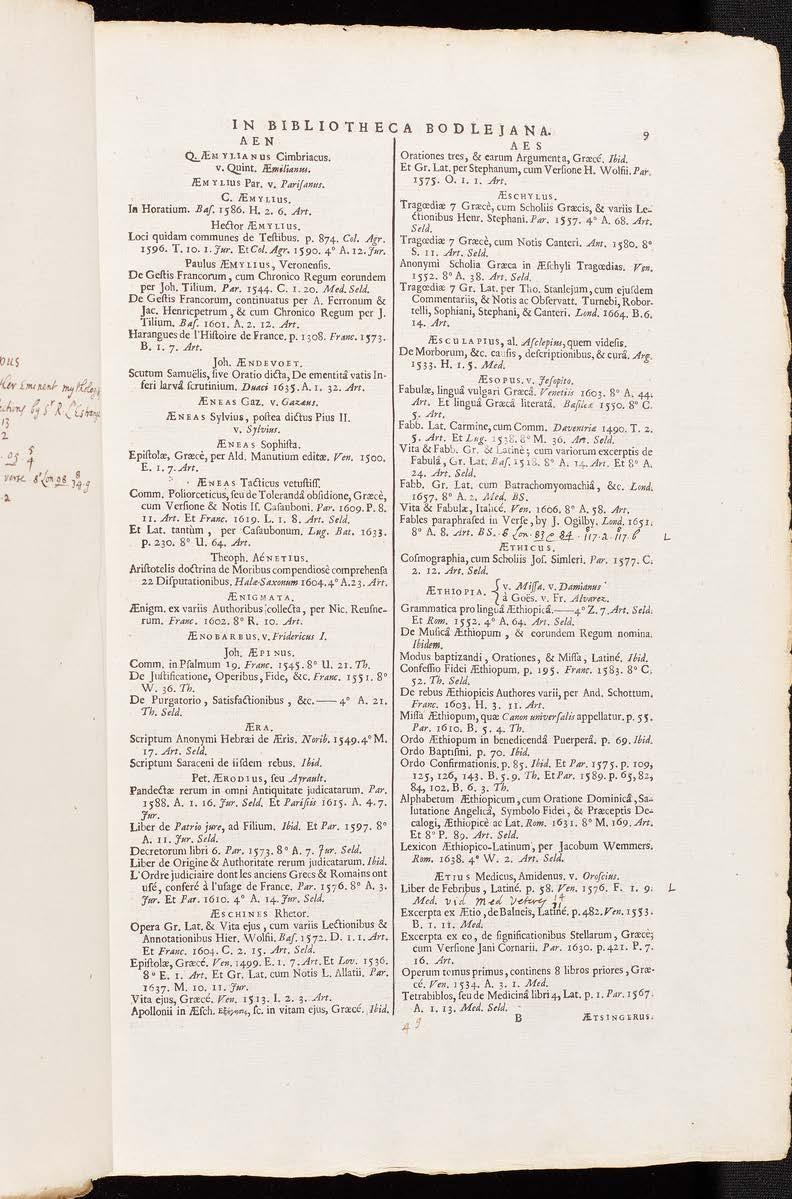 IN BIBLIOTHECA BODLEJANA.
9
AEN
Q. ÆMYLIANUS Cimbriacus.
v. Quint. Æmilianus.
ÆMYLIUS Par. v. Parisanus.
C. ÆMYLIUS.
In Horatium. Bas. 1586. H. 2. 6. Art.
Hector ÆMYLIUS.
Loci quidam communes de Testibus. p. 874. Col. Agr.
1596. T. 10. 1. Jur. Et Col. Agr. 1590. 4° A. 12. Jur.
Paulus ÆMYLIUS, Veronensis.
De Gestis Francorum, cum Chronico Regum eorundem
per Joh. Tilium. Par. 1544. C. 1. 20. Med. Seld.
De Gestis Francorum, continuatus per A. Ferronum &
Jac. Henricpetrum, & cum Chronico Regum per J.
Tilium. Bas. 1601. A. 2. 12. Art.
Harangues de l'Histoire de France. p. 1308. Franc. 1573.
B. 1. 7. Art.
Joh. ÆNDEVOET.
Scutum Samuëlis, sive Oratio dicta, De ementitâ vatis In-
feri larvâ scrutinium. Duaci 1635. A. 1. 32. Art.
ÆNEAS Gaz. v. Gazæus.
ÆNEAS Sylvius, postea dictus Pius II.
v. Sylvius.
ÆNEAS Sophista.
Epistolæ, Græcè, per Ald. Manutium editæ. Ven. 1500.
E. 1. 7. Art.
ÆNEAS Tacticus vetustiss.
Comm. Poliorceticus, seu de Tolerandâ obsidione, Græcè,
cum Versione & Notis Is. Casauboni. Par. 1609. P. 8.
11. Art. Et Franc. 1619. L. 1. 8. Art. Seld.
Et Lat. tantùm, per Casaubonum. Lug. Bat. 1633.
p. 230. 8° U. 64. Art.
Theoph. AËNETIUS.
Aristotelis doctrina de Moribus compendiosè comprehensa
22 Disputationibus. Halæ-Saxonum 1604. 4° A. 23. Art.
ÆNIGMATA.
Ænigm. ex variis Authoribus collecta, per Nic. Reusne-
rum. Franc. 1602. 8° R. 10. Art.
ÆNOBARBUS. v. Fridericus I.
Joh. ÆPINUS.
Comm. in Psalmum 19. Franc. 1545. 8° U. 21. Th.
De Justificatione, Operibus, Fide, &c. Franc. 1551. 8°
W. 36. Th.
De Purgatorio, Satisfactionibus, &c.—— 4° A. 21.
Th. Seld.
ÆRA.
Scriptum Anonymi Hebræi de Æris. Norib. 1549. 4° M.
17. Art. Seld.
Scriptum Saraceni de iisdem rebus. Ibid.
Pet. ÆRODIUS, seu Ayrault.
Pandectæ rerum in omni Antiquitate judicatarum. Par.
1588. A. 1. 16. Jur. Seld. Et Parisiis 1615. A. 4. 7.
Jur.
Liber de Patrio jure, ad Filium. Ibid. Et Par. 1597. 8°
A. 11. Jur. Seld.
Decretorum libri 6. Par. 1573. 8° A. 7. Jur. Seld.
Liber de Origine & Authoritate rerum judicatarum. Ibid.
L'Ordre judiciaire dont les anciens Grecs & Romains ont
usé, conferé à l'usage de France. Par. 1576. 8° A. 3.
Jur. Et Par. 1610. 4° A. 14. Jur. Seld.
ÆSCHINES Rhetor.
Opera Gr. Lat. & Vita ejus, cum variis Lectionibus &
Annotationibus Hier. Wolfii. Bas. 1572. D. 1. 1. Art.
Et Franc. 1604. C. 2. 15. Art. Seld.
Epistolæ, Græcé. Ven. 1499. E. 1. 7. Art. Et Lov. 1536.
8° E. 1. Art. Et Gr. Lat. cum Notis L. Allatii. Par.
1637. M. 10. 11. Jur.
Vita ejus, Græcé. Ven. 1513. I. 2. 3. Art.
Apollonii in Æsch. Εξήγησις, sc. in vitam ejus, Græcé. Ibid.
AES
Orationes tres, & earum Argumenta, Græcé. Ibid.
Et Gr. Lat. per Stephanum, cum Versione H. Wolfii. Par.
1575. O. 1. 1. Art.
ÆSCHYLUS.
Tragœdiæ 7 Græcè, cum Scholiis Græcis, & variis Le-
ctionibus Henr. Stephani. Par. 1557. 4° A. 68. Art.
Seld.
Tragœdiæ 7 Græcè, cum Notis Canteri. Ant. 1580. 8°
S. 11. Art. Seld.
Anonymi Scholia Græca in Æschyli Tragœdias. Ven.
1552. 8° A. 38. Art. Seld.
Tragœdiæ 7 Gr. Lat. per Tho. Stanlejum, cum ejusdem
Commentariis, & Notis ac Observatt. Turnebi, Robor-
telli, Sophiani, Stephani, & Canteri. Lond. 1664. B. 6.
14. Art.
ÆSCULAPIUS, al. Asclepius, quem videsis.
De Morborum, &c. causis, descriptionibus, & curâ. Arg.
1533. H. 1. 5. Med.
ÆSOPUS. v. Jesopito.
Fabulæ, linguâ vulgari Græcâ. Venetiis 1603. 8° A. 44.
Art. Et linguâ Græcâ literatâ. Basileæ 1550. 8° C.
5. Art.
Fabb. Lat. Carmine, cum Comm. Daventriæ 1490. T. 2.
5. Art. Et Lug. 1538. 8° M. 36. Art. Seld.
Vita & Fabb. Gr. & Latinè; cum variorum excerptis de
Fabulâ, Gr. Lat. Bas. 1518. 8° A. 14. Art. Et 8° A.
24. Art. Seld.
Fabb. Gr. Lat. cum Batrachomyomachiâ, &c. Lond.
1657. 8° A. 2. Med. BS.
Vita & Fabulæ, Italicé. Ven. 1606. 8° A. 58. Art.
Fables paraphrased in Verse, by J. Ogilby. Lond. 1651.
8° A. 8. Art. BS. 8 Lon. 83 e 84 . 117. a. 117. b L
ÆTHICUS.
Cosmographia, cum Scholiis Jos. Simleri. Par. 1577. C.
2. 12. Art. Seld.
ÆTHIOPIA. { v. Missa. v. Damianus
à Goës. v. Fr. Alvarez.
Grammatica pro linguâ Æthiopicâ.——4° Z. 7. Art. Seld.
Et Rom. 1552. 4° A. 64. Art. Seld.
De Musicâ Æthiopum, & eorundem Regum nomina.
Ibidem.
Modus baptizandi, Orationes, & Missa, Latiné. Ibid.
Confessio Fidei Æthiopum. p. 195. Franc. 1583. 8° C.
52. Th. Seld.
De rebus Æthiopicis Authores varii, per And. Schottum.
Franc. 1603. H. 3. 11. Art.
Missa Æthiopum, quæ Canon universalis appellatur. p. 55.
Par. 1610. B. 5. 4. Th.
Ordo Æthiopum in benedicendâ Puerperâ. p. 69. Ibid.
Ordo Baptismi. p. 70. Ibid.
Ordo Confirmationis. p. 85. Ibid. Et Par. 1575. p. 109,
125, 126, 143. B. 5. 9. Th. Et Par. 1589. p. 65, 82,
84, 102. B. 6. 3. Th.
Alphabetum Æthiopicum, cum Oratione Dominicâ, Sa-
lutatione Angelicâ, Symbolo Fidei, & Præceptis De-
calogi, Æthiopicè ac Lat. Rom. 1631. 8° M. 169. Art.
Et 8° P. 89. Art. Seld.
Lexicon Æthiopico-Latinum, per Jacobum Wemmers.
Rom. 1638. 4° W. 2. Art. Seld.
ÆTIUS Medicus, Amidenus. v. Oroscius.
Liber de Febribus, Latiné. p. 58. Ven. 1576. F. 1. 9. L
Med. vid Med Veteres
Excerpta ex Ætio, de Balneis, Latiné. p. 482. Ven. 1553.
B. 1. 11. Med.
Excerpta ex eo, de significationibus Stellarum, Græcè;
cum Versione Jani Cornarii. Par. 1630. p. 421. P. 7.
16. Art.
Operum tomus primus, continens 8 libros priores, Græ-
cé. Ven. 1534. A. 3. 1. Med.
Tetrabiblos, seu de Medicinâ libri 4, Lat. p. 1. Par. 1567.
A. 1. 13. Med. Seld.
B ÆTSINGERUS.
49
Eminent
by Sr R. L'Estrange
13
2
verse